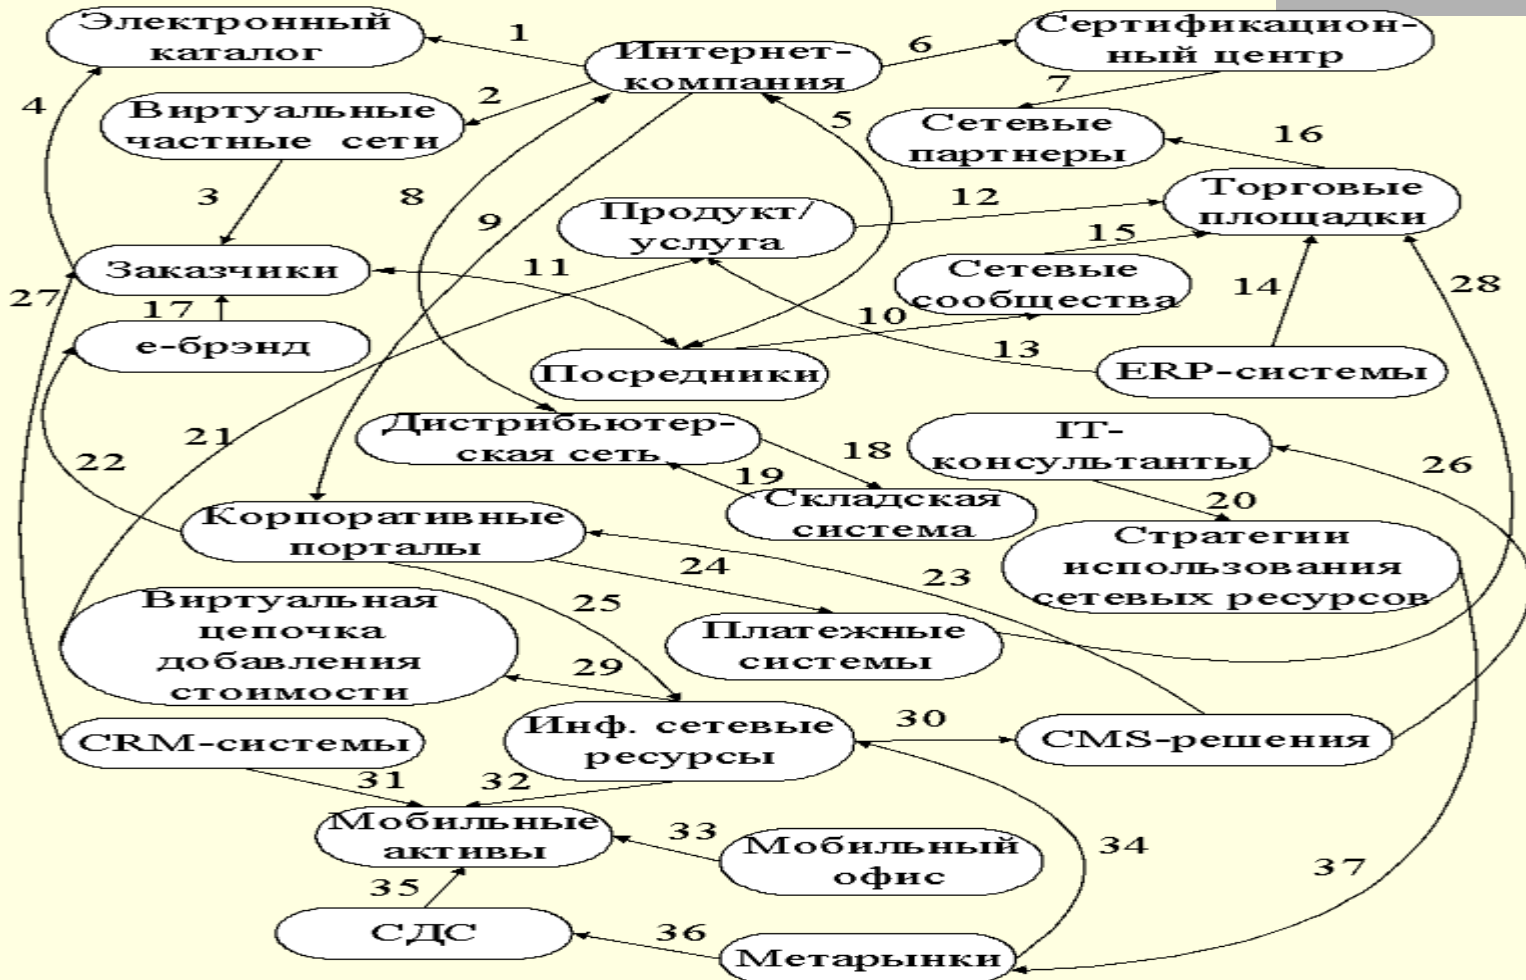 Электронный
каталог
1
Интернет-
компания
6
Сертификацион-
ный центр
4
Виртуальные
частные сети
2
5
7
Сетевые
партнеры
16
3
8
9
Продукт/
услуга
12
Торговые
площадки
Заказчики
11
15
Сетевые
сообщества
14
28
27
17
е-брэнд
10
13
Посредники
ERP-системы
21
22
Дистрибьютер-
ская сеть
18
19
Складская
система
IT-
консультанты
26
20
Корпоративные
порталы
24
23
Стратегии
использования
сетевых ресурсов
25
Виртуальная
цепочка
добавления
стоимости
29
Платежные
системы
CRM-системы
Инф. сетевые
ресурсы
30
CMS-решения
31
32
Мобильные
активы
33
Мобильный
офис
34
37
35
СДС
36
Метарынки